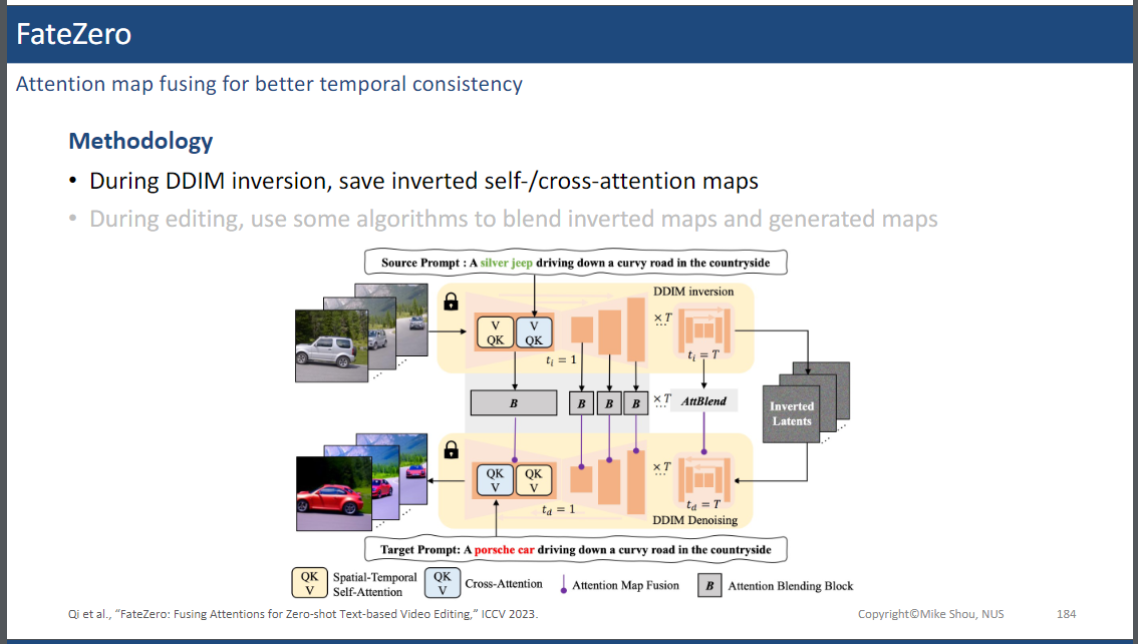 FateZero
Attention map fusing for better temporal consistency
Methodology
• During DDIM inversion, save inverted self-/cross-attention maps
• During editing, use some algorithms to blend inverted maps and generated maps
Source Prompt : A silver jeep driving down a curvy road in the countryside
DDIM inversion
V
QK
V
QK
× T
...
t_i = 1
t_i = T
B
B
B
B
× T
...
AttBlend
Inverted
Latents
QK
V
QK
V
× T
...
t_d = 1
t_d = T
DDIM Denoising
Target Prompt: A porsche car driving down a curvy road in the countryside
QK
V
Spatial-Temporal
Self-Attention
QK
V
Cross-Attention
Attention Map Fusion
B
Attention Blending Block
Qi et al., “FateZero: Fusing Attentions for Zero-shot Text-based Video Editing,” ICCV 2023.
Copyright©Mike Shou, NUS
184